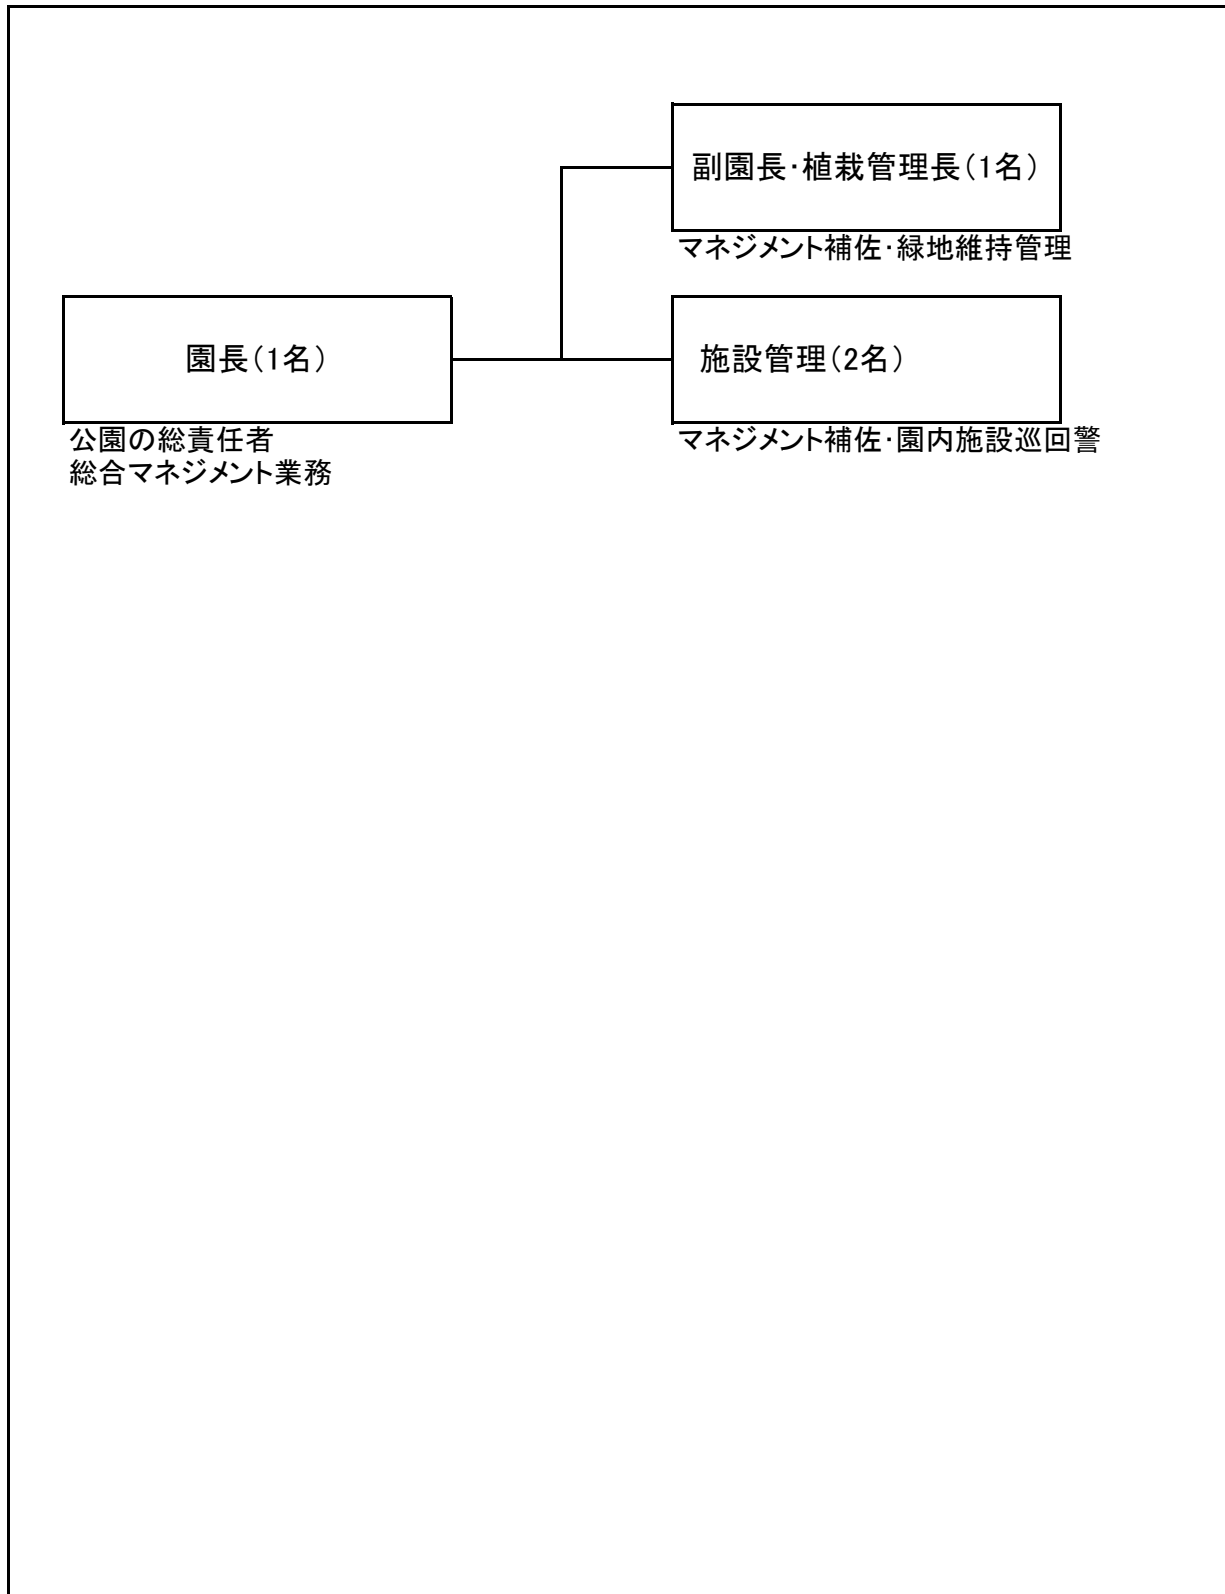 副園長･植栽管理長(1名)
マネジメント補佐･緑地維持管理
園長(1名)
施設管理(2名)
公園の総責任者
総合マネジメント業務
マネジメント補佐･園内施設巡回警